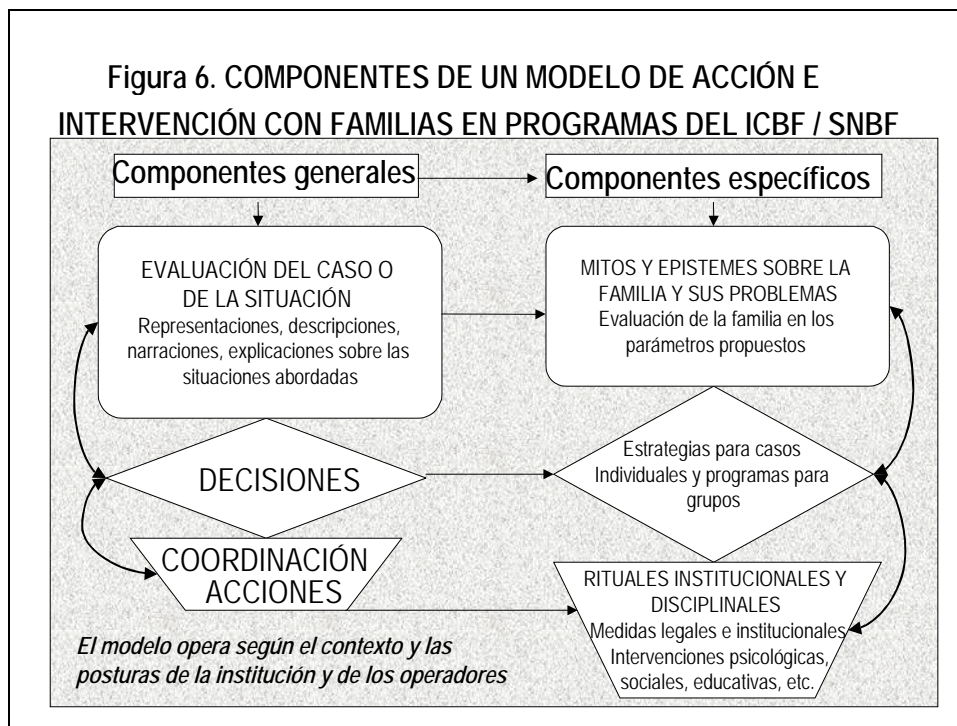 Figura 6. COMPONENTES DE UN MODELO DE ACCIÓN E
INTERVENCIÓN CON FAMILIAS EN PROGRAMAS DEL ICBF / SNBF
Componentes generales
Componentes específicos
EVALUACIÓN DEL CASO O
DE LA SITUACIÓN
Representaciones, descripciones,
narraciones, explicaciones sobre las
situaciones abordadas
MITOS Y EPISTEMES SOBRE LA
FAMILIA Y SUS PROBLEMAS
Evaluación de la familia en los
parámetros propuestos
DECISIONES
Estrategias para casos
Individuales y programas para
grupos
COORDINACIÓN
ACCIONES
RITUALES INSTITUCIONALES Y
DISCIPLINALES
Medidas legales e institucionales
Intervenciones psicológicas,
sociales, educativas, etc.
El modelo opera según el contexto y las
posturas de la institución y de los operadores